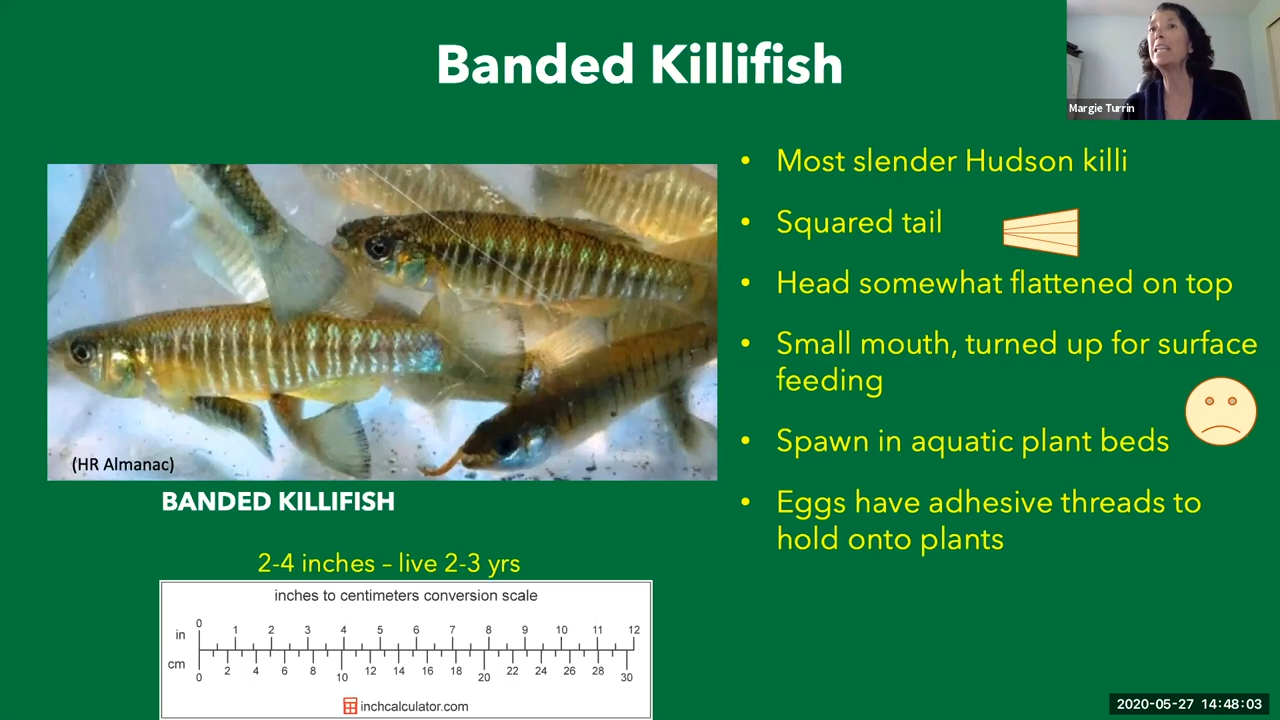 Banded Killifish
Margie Turrin
• Most slender Hudson killi
• Squared tail
• Head somewhat flattened on top
• Small mouth, turned up for surface
feeding
• Spawn in aquatic plant beds
• Eggs have adhesive threads to
hold onto plants
(HR Almanac)
BANDED KILLIFISH
2-4 inches – live 2-3 yrs
inches to centimeters conversion scale
in 0 1 2 3 4 5 6 7 8 9 10 11 12
cm 0 2 4 6 8 10 12 14 16 18 20 22 24 26 28 30
inchcalculator.com
2020-05-27 14:48:03